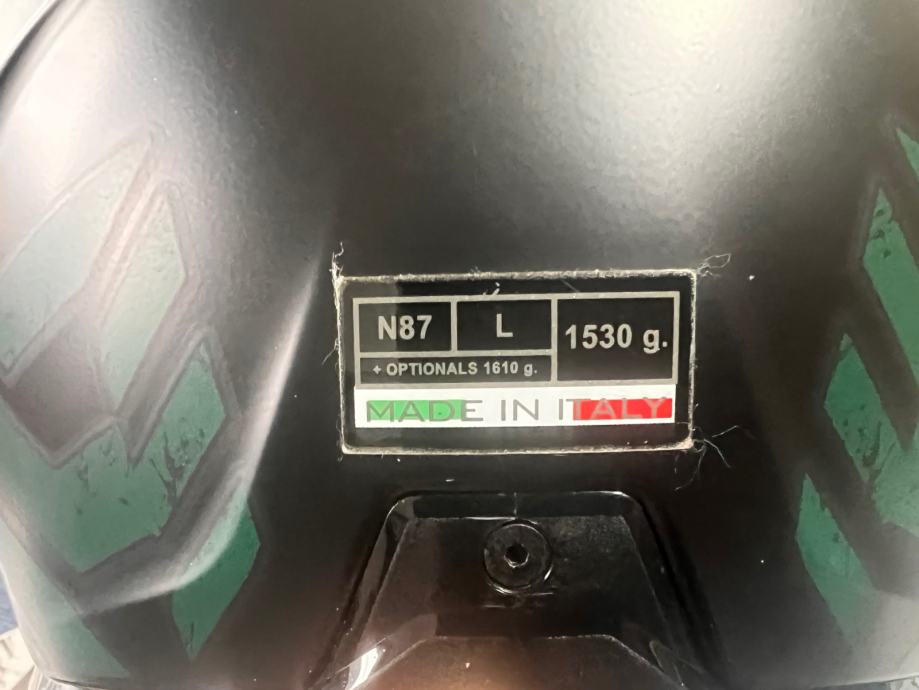 N87 L 1530 g.
+ OPTIONALS 1610 g.
MADE IN ITALY